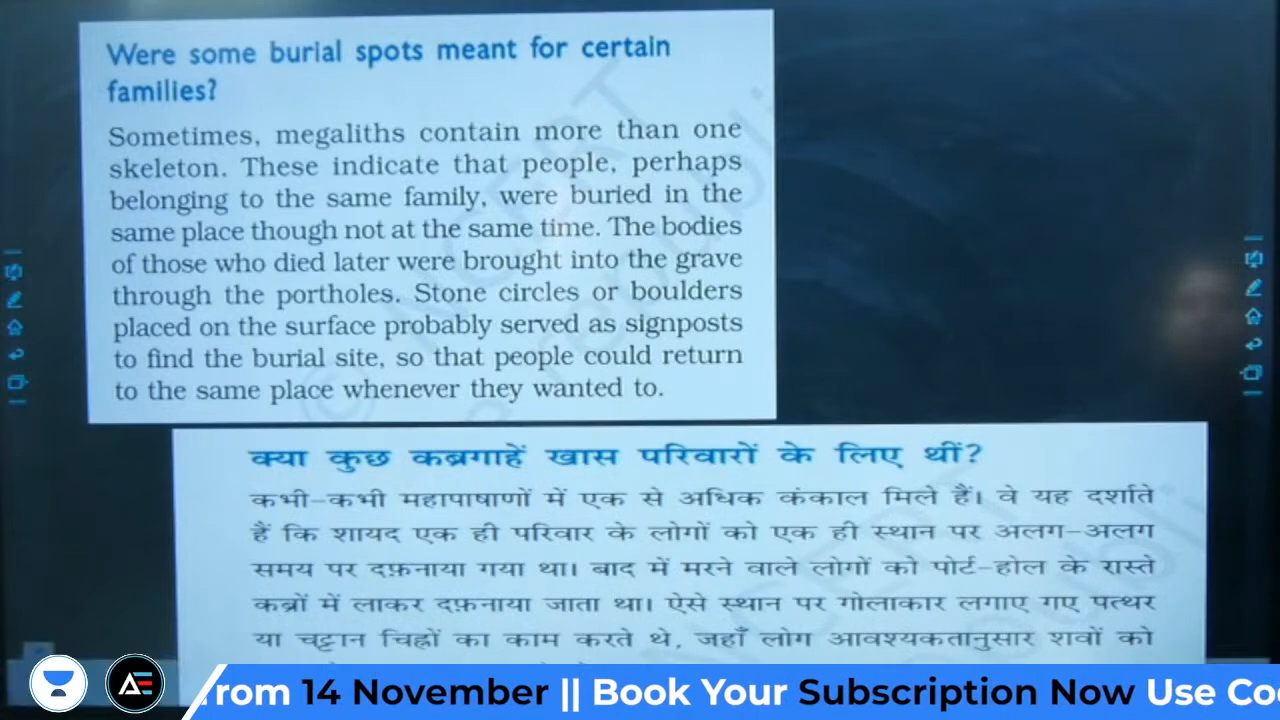 Were some burial spots meant for certain
families?
Sometimes, megaliths contain more than one
skeleton. These indicate that people, perhaps
belonging to the same family, were buried in the
same place though not at the same time. The bodies
of those who died later were brought into the grave
through the portholes. Stone circles or boulders
placed on the surface probably served as signposts
to find the burial site, so that people could return
to the same place whenever they wanted to.
क्या कुछ कब्रगाहें खास परिवारों के लिए थीं?
कभी-कभी महापाषाणों में एक से अधिक कंकाल मिले हैं। वे यह दर्शाते
हैं कि शायद एक ही परिवार के लोगों को एक ही स्थान पर अलग-अलग
समय पर दफ़नाया गया था। बाद में मरने वाले लोगों को पोर्ट-होल के रास्ते
कब्रों में लाकर दफ़नाया जाता था। ऐसे स्थान पर गोलाकार लगाए गए पत्थर
या चट्टान चिह्नों का काम करते थे, जहाँ लोग आवश्यकतानुसार शवों को
rom 14 November || Book Your Subscription Now Use Co